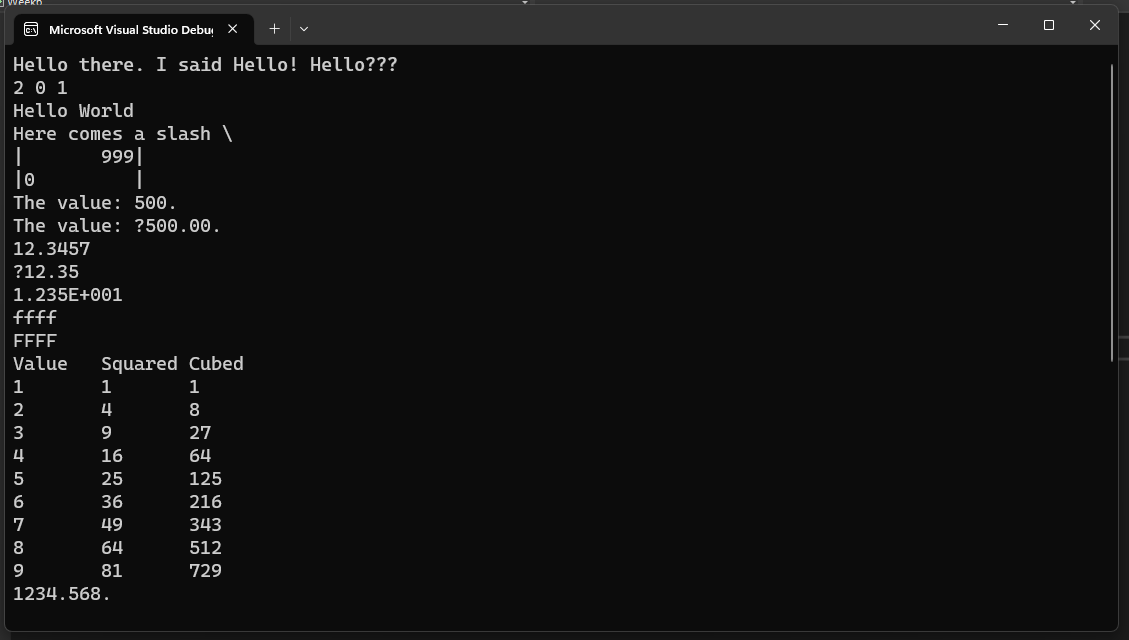 Microsoft Visual Studio Debug
Hello there. I said Hello! Hello???
2 0 1
Hello World
Here comes a slash \
|       999|
|0         |
The value: 500.
The value: ?500.00.
12.3457
?12.35
1.235E+001
ffff
FFFF
Value   Squared Cubed
1       1       1
2       4       8
3       9       27
4       16      64
5       25      125
6       36      216
7       49      343
8       64      512
9       81      729
1234.568.